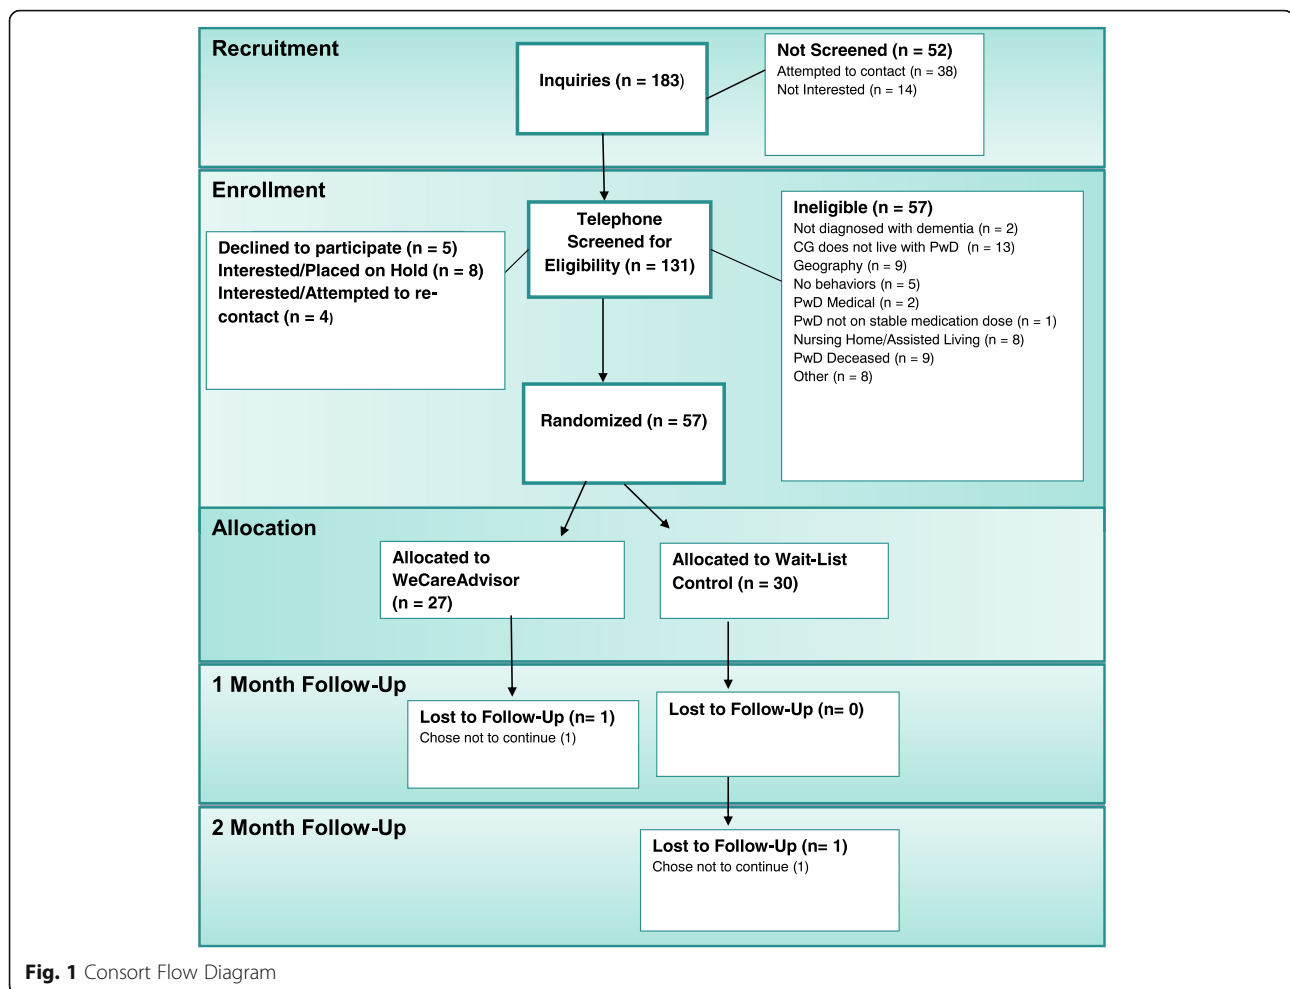 Recruitment
Inquiries (n = 183)
Not Screened (n = 52)
Attempted to contact (n = 38)
Not Interested (n = 14)
Enrollment
Telephone
Screened for
Eligibility (n = 131)
Declined to participate (n = 5)
Interested/Placed on Hold (n = 8)
Interested/Attempted to re-
contact (n = 4)
Ineligible (n = 57)
Not diagnosed with dementia (n = 2)
CG does not live with PwD (n = 13)
Geography (n = 9)
No behaviors (n = 5)
PwD Medical (n = 2)
PwD not on stable medication dose (n = 1)
Nursing Home/Assisted Living (n = 8)
PwD Deceased (n = 9)
Other (n = 8)
Randomized (n = 57)
Allocation
Allocated to
WeCareAdvisor
(n = 27)
Allocated to Wait-List
Control (n = 30)
1 Month Follow-Up
Lost to Follow-Up (n= 1)
Chose not to continue (1)
Lost to Follow-Up (n= 0)
2 Month Follow-Up
Lost to Follow-Up (n= 1)
Chose not to continue (1)
Fig. 1 Consort Flow Diagram